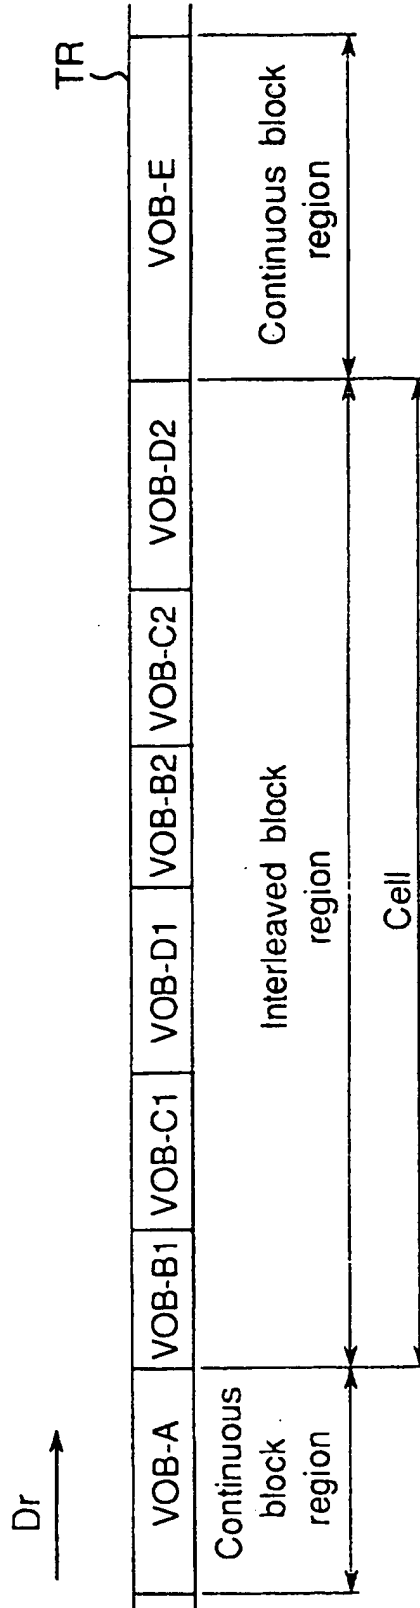 Dr
TR
VOB-A
VOB-B1
VOB-C1
VOB-D1
VOB-B2
VOB-C2
VOB-D2
VOB-E
Continuous
block
region
Interleaved block
region
Continuous block
region
Cell